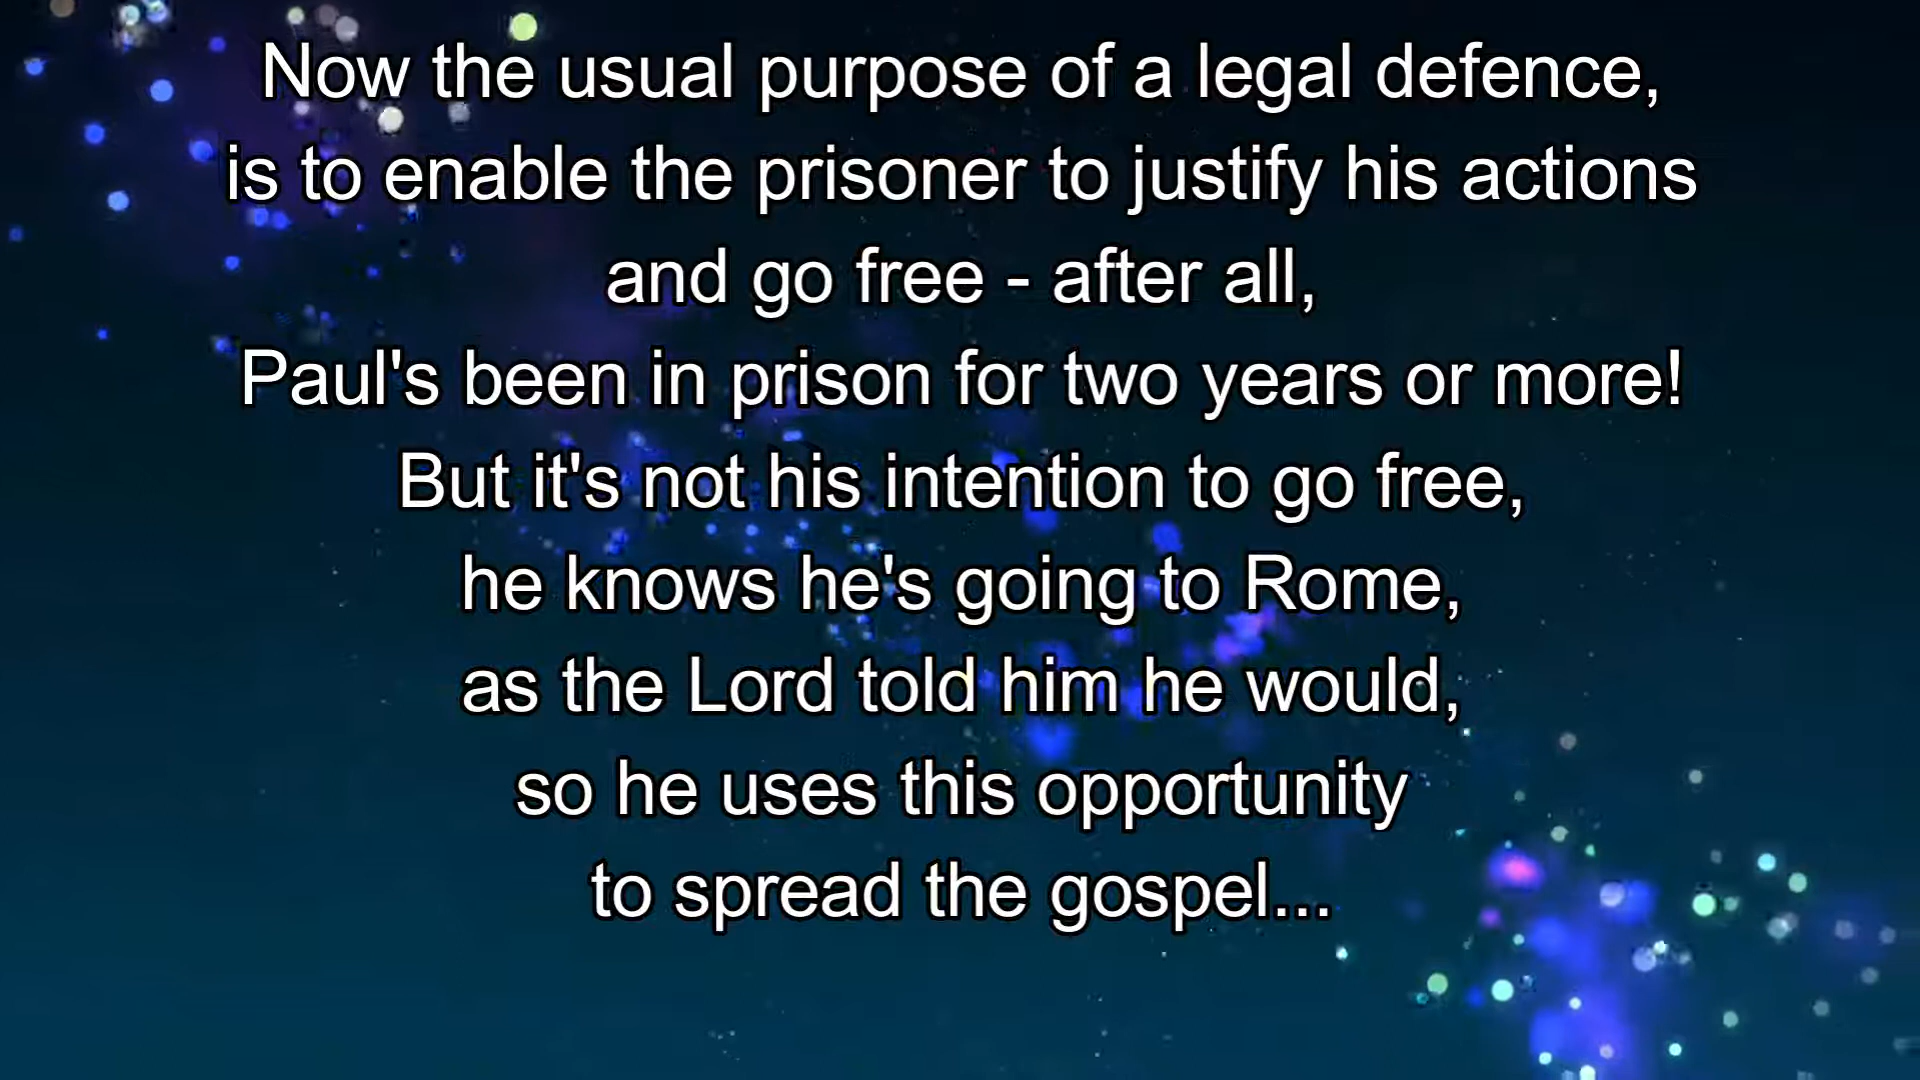 Now the usual purpose of a legal defence,
is to enable the prisoner to justify his actions
and go free - after all,
Paul's been in prison for two years or more!
But it's not his intention to go free,
he knows he's going to Rome,
as the Lord told him he would,
so he uses this opportunity
to spread the gospel...